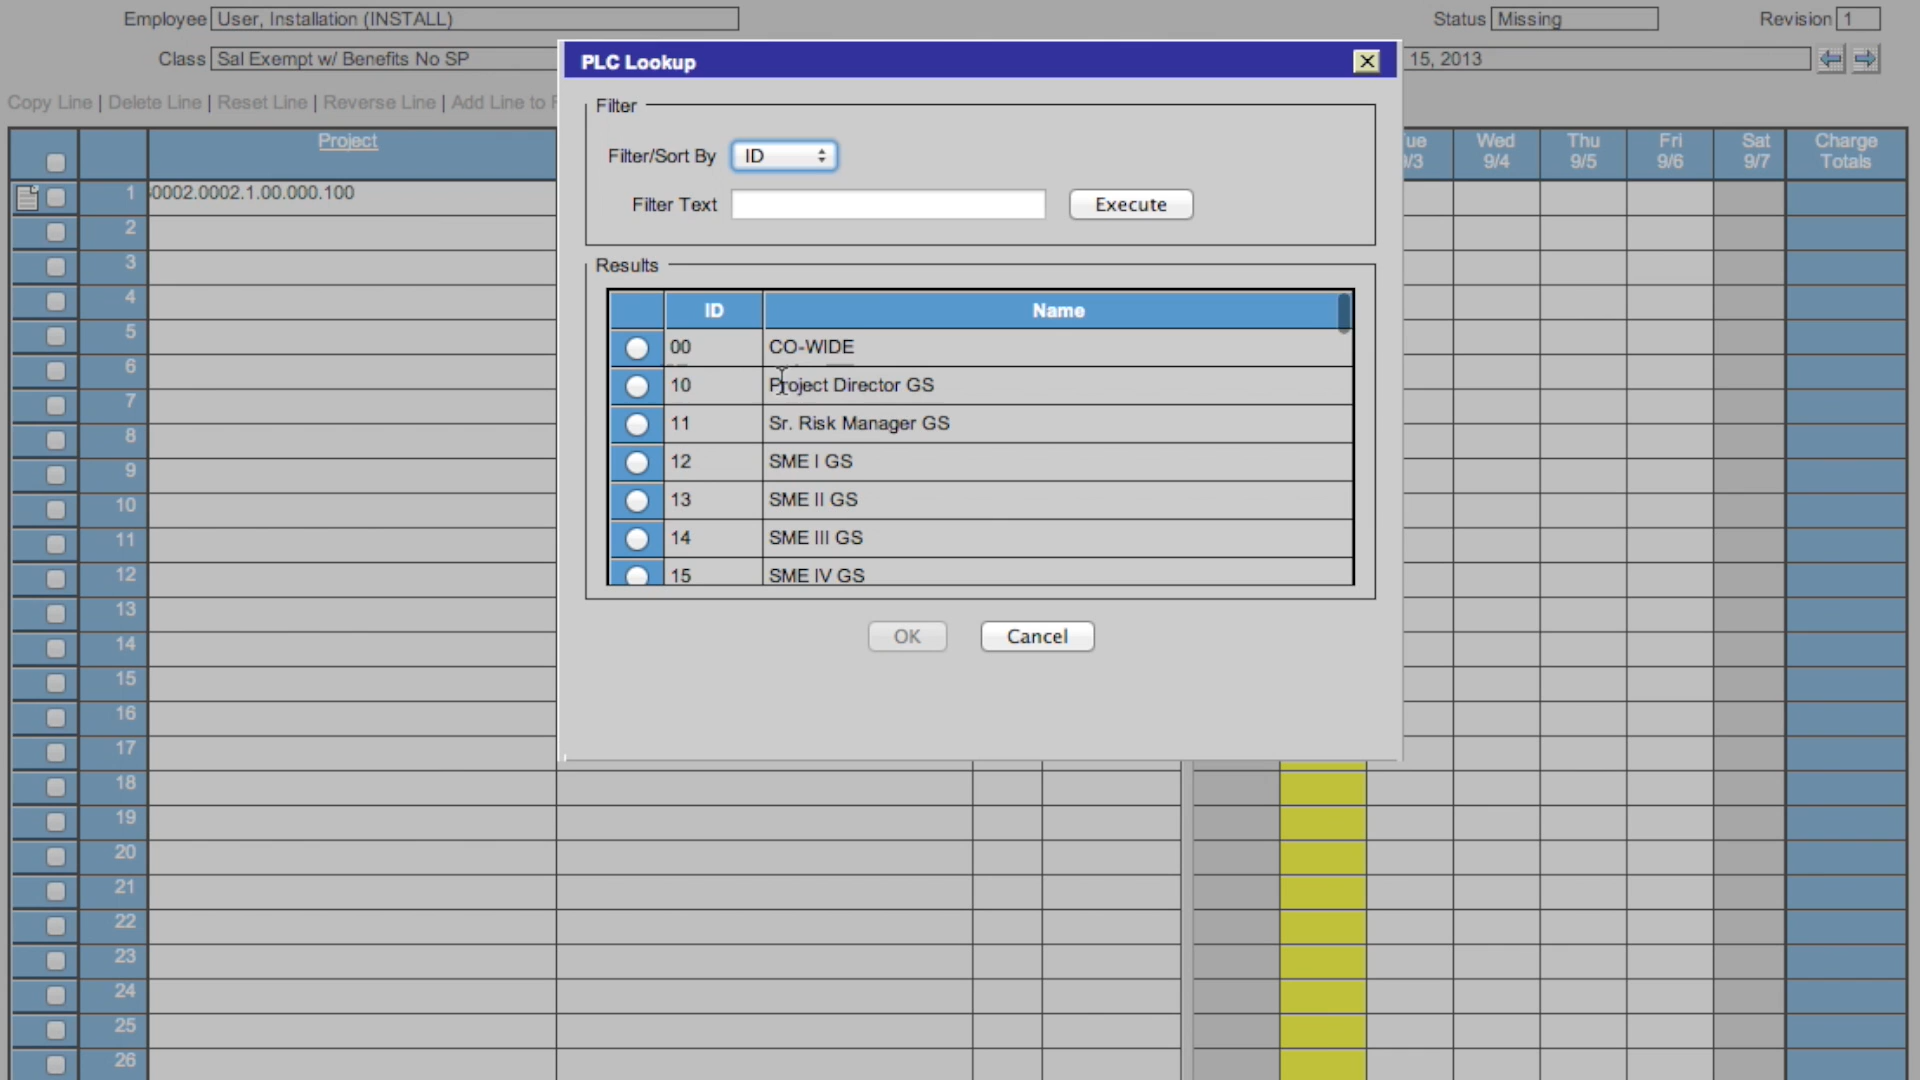 Employee User, Installation (INSTALL) Status Missing Revision 1
Class Sal Exempt w/ Benefits No SP 15, 2013
Copy Line | Delete Line | Reset Line | Reverse Line | Add Line to
PLC Lookup
Filter
Filter/Sort By ID
Filter Text Execute
Results
ID Name
00 CO-WIDE
10 Project Director GS
11 Sr. Risk Manager GS
12 SME I GS
13 SME II GS
14 SME III GS
15 SME IV GS
OK Cancel
Project
Wed 9/4
Thu 9/5
Fri 9/6
Sat 9/7
Charge Totals
1 0002.0002.1.00.000.100
2
3
4
5
6
7
8
9
10
11
12
13
14
15
16
17
18
19
20
21
22
23
24
25
26